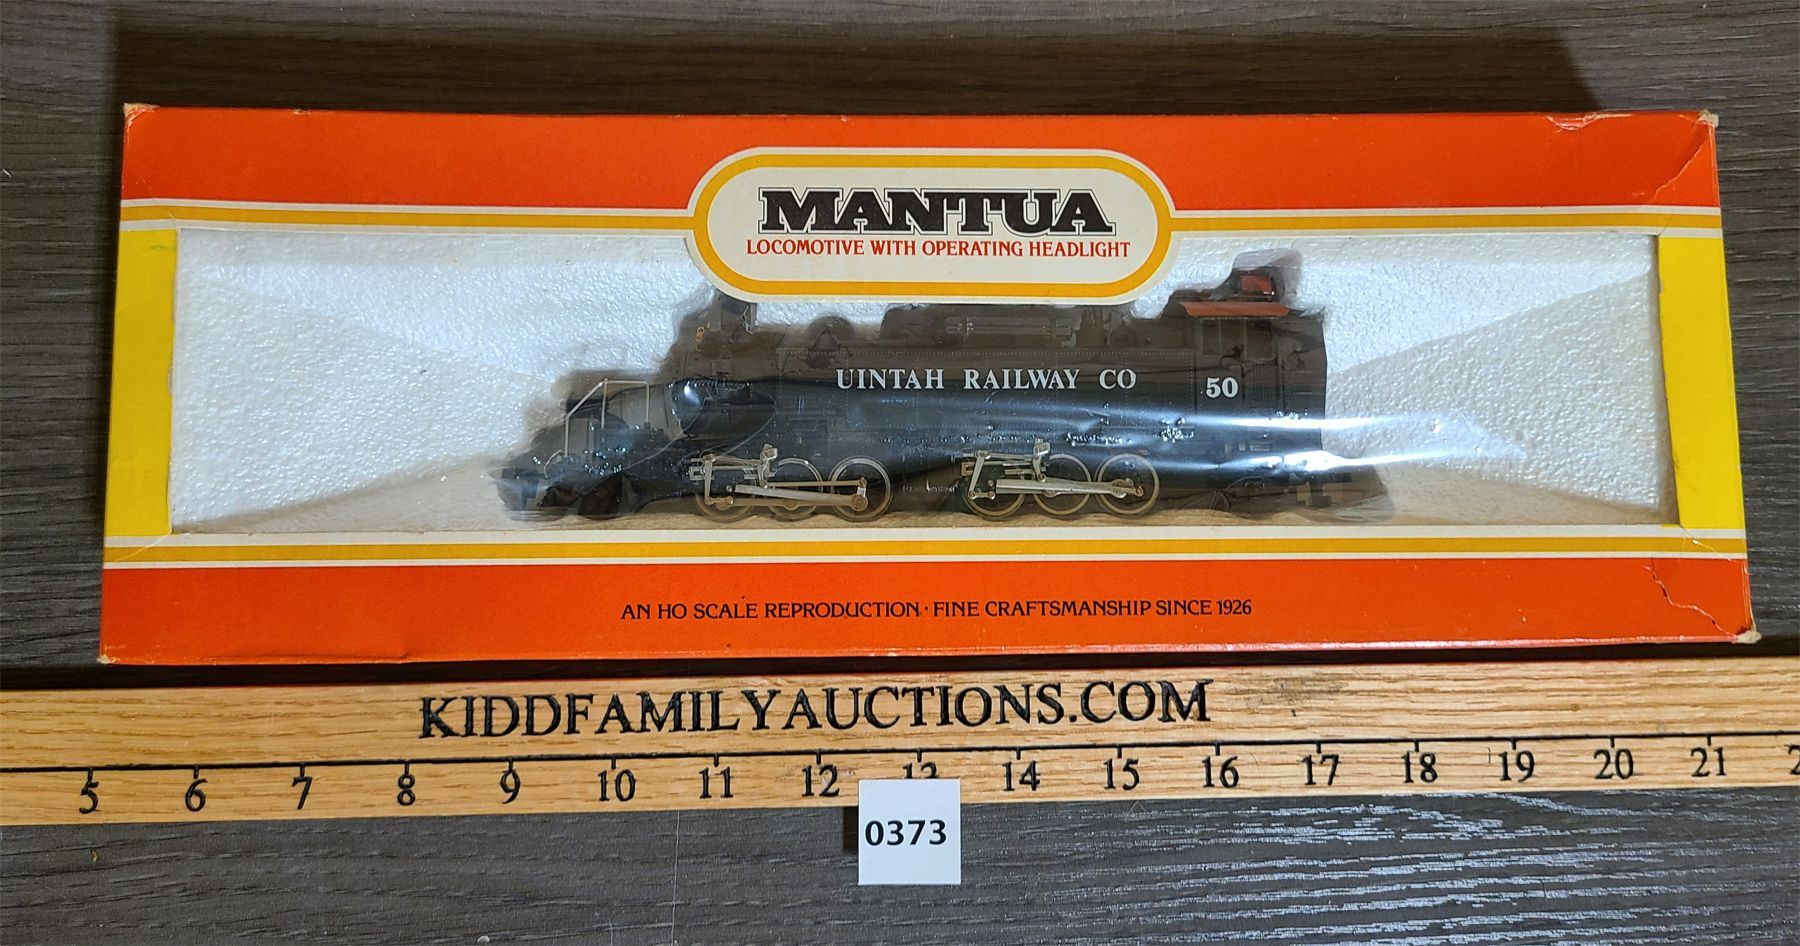 MANTUA
LOCOMOTIVE WITH OPERATING HEADLIGHT
UINTAH RAILWAY CO 50
AN HO SCALE REPRODUCTION · FINE CRAFTSMANSHIP SINCE 1926
KIDDFAMILYAUCTIONS.COM
5 6 7 8 9 10 11 12 13 14 15 16 17 18 19 20 21
0373